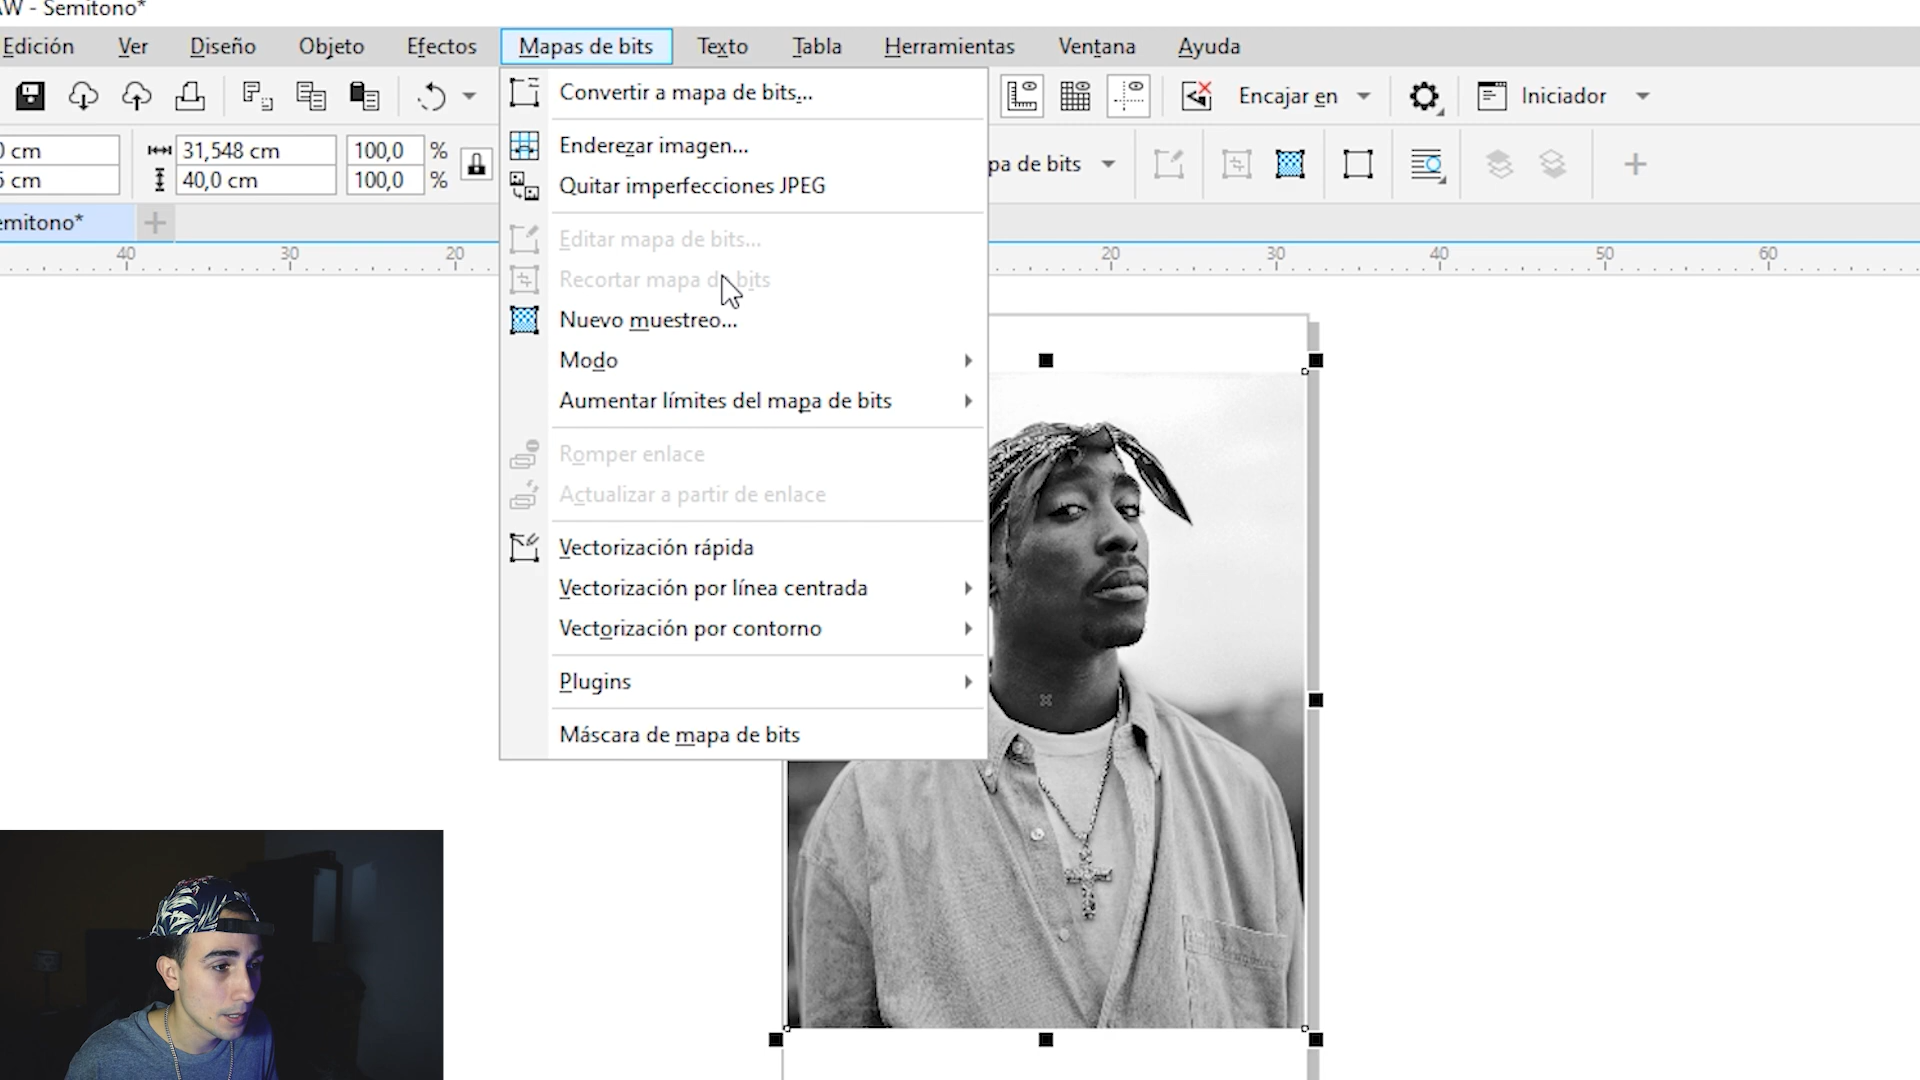 AW - Semitono*
Edición Ver Diseño Objeto Efectos Mapas de bits Texto Tabla Herramientas Ventana Ayuda
Encajar en Iniciador
0 cm 31,548 cm 100,0 %
5 cm 40,0 cm 100,0 %
pa de bits
emitono*
40 30 20 20 30 40 50 60
Convertir a mapa de bits...
Enderezar imagen...
Quitar imperfecciones JPEG
Editar mapa de bits...
Recortar mapa de bits
Nuevo muestreo...
Modo
Aumentar límites del mapa de bits
Romper enlace
Actualizar a partir de enlace
Vectorización rápida
Vectorización por línea centrada
Vectorización por contorno
Plugins
Máscara de mapa de bits